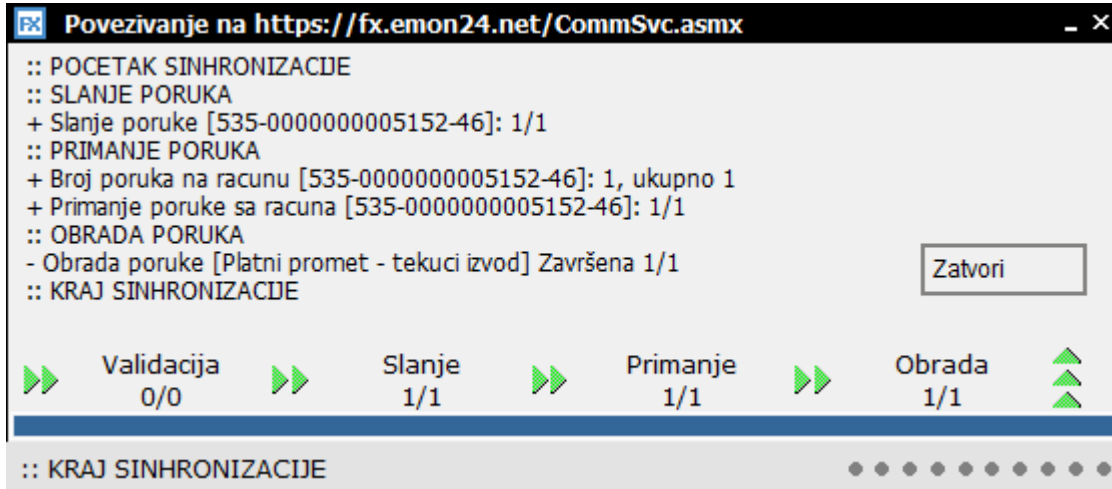 FX Povezivanje na https://fx.emon24.net/CommSvc.asmx
:: POCETAK SINHRONIZACIJE
:: SLANJE PORUKA
+ Slanje poruke [535-0000000005152-46]: 1/1
:: PRIMANJE PORUKA
+ Broj poruka na racunu [535-0000000005152-46]: 1, ukupno 1
+ Primanje poruke sa racuna [535-0000000005152-46]: 1/1
:: OBRADA PORUKA
- Obrada poruke [Platni promet - tekuci izvod] Završena 1/1
:: KRAJ SINHRONIZACIJE
Zatvori
Validacija Slanje Primanje Obrada
0/0 1/1 1/1 1/1
:: KRAJ SINHRONIZACIJE